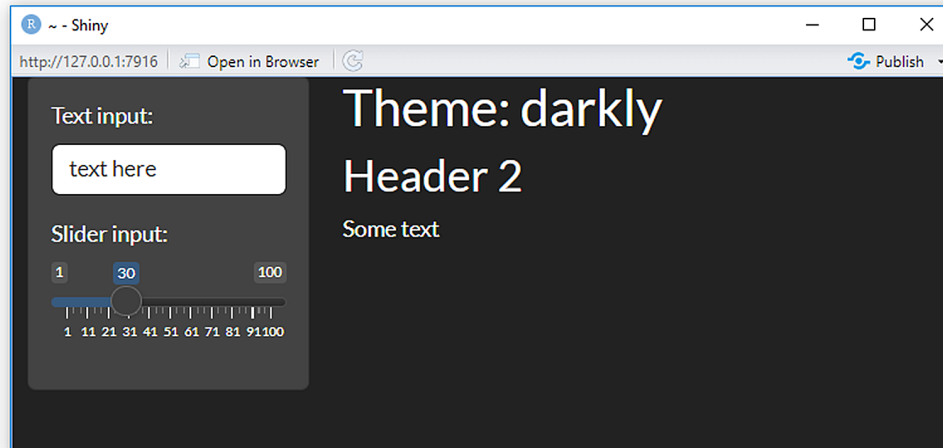 R ~ - Shiny
http://127.0.0.1:7916 Open in Browser Publish
Text input:
text here
Slider input:
1 30 100
1 11 21 31 41 51 61 71 81 91 100
Theme: darkly
Header 2
Some text